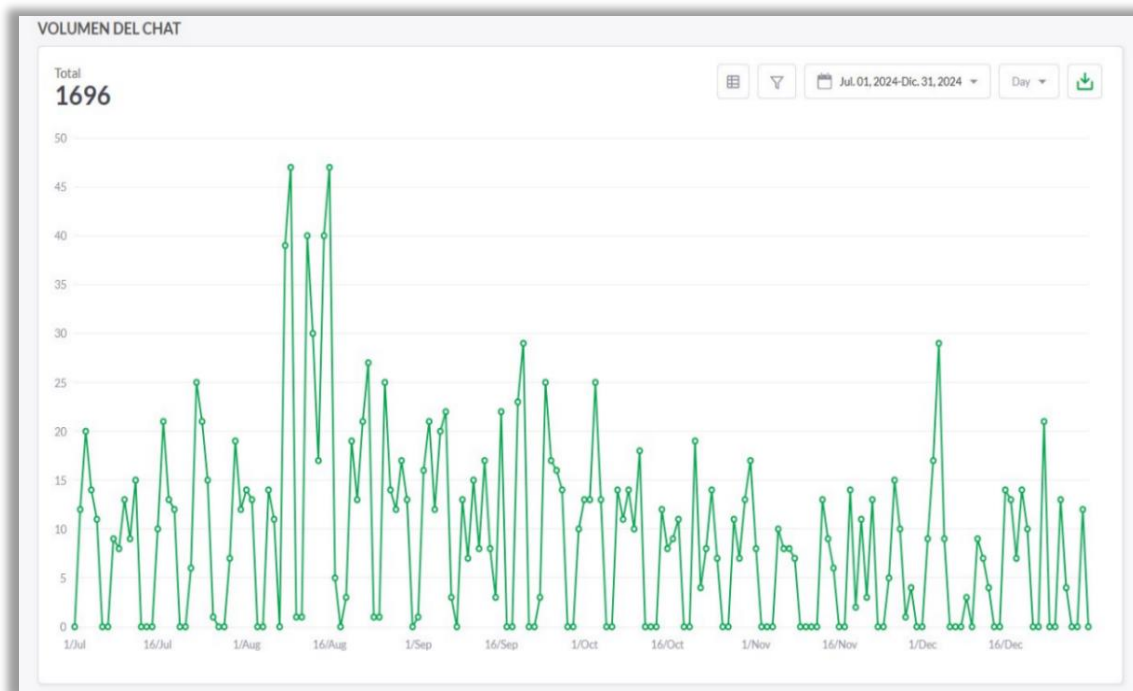 VOLUMEN DEL CHAT
Total
1696
Jul. 01, 2024-Dic. 31, 2024
Day
50
45
40
35
30
25
20
15
10
5
0
1/Jul 16/Jul 1/Aug 16/Aug 1/Sep 16/Sep 1/Oct 16/Oct 1/Nov 16/Nov 1/Dec 16/Dec